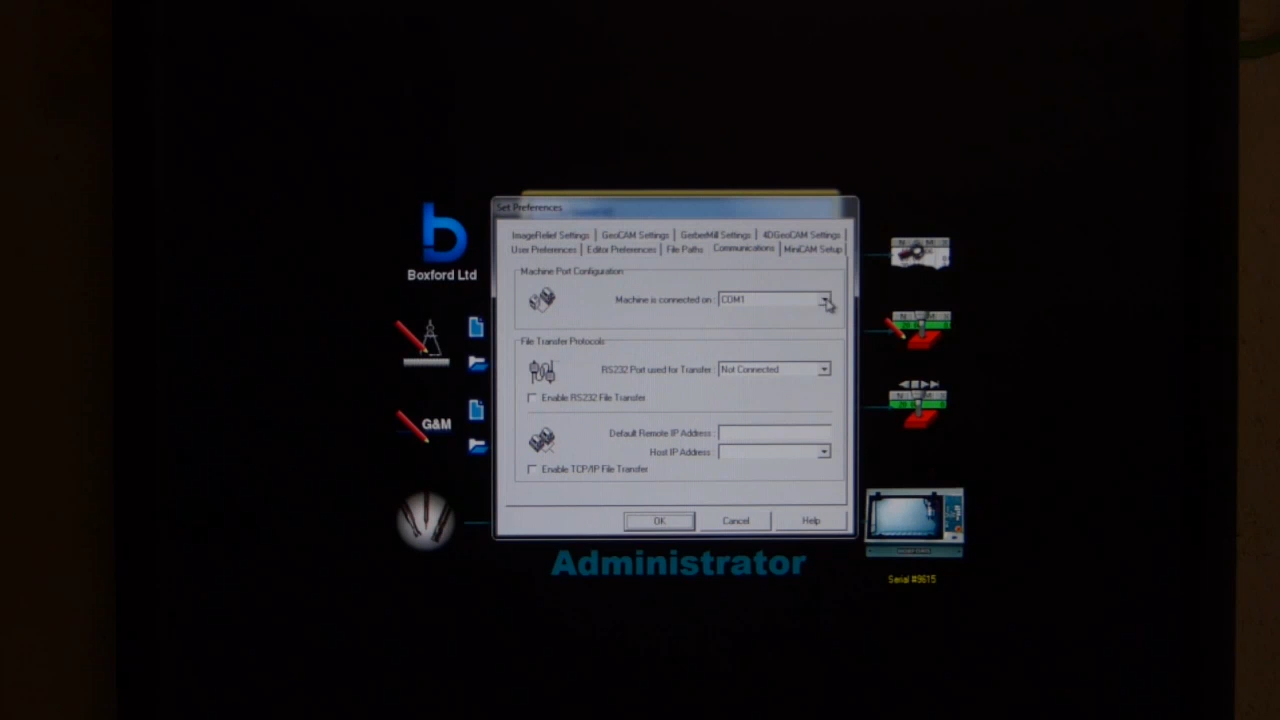 Set Preferences
ImageRelief Settings GeoCAM Settings GerberMill Settings 4DGeoCAM Settings
User Preferences Editor Preferences File Paths Communications MiniCAM Setup
Machine Port Configuration
Machine is connected on : COM1
File Transfer Protocols
RS232 Port used for Transfer : Not Connected
Enable RS232 File Transfer
Default Remote IP Address :
Host IP Address :
Enable TCP/IP File Transfer
OK Cancel Help
b
Boxford Ltd
G&M
Administrator
Serial #9615